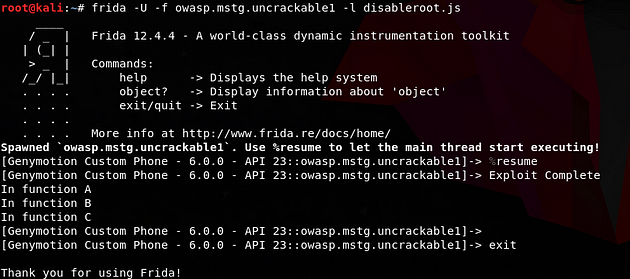 root@kali:~# frida -U -f owasp.mstg.uncrackable1 -l disableroot.js
     ____
    / _  |   Frida 12.4.4 - A world-class dynamic instrumentation toolkit
   | (_| |
    > _  |   Commands:
   /_/ |_|       help      -> Displays the help system
   . . . .       object?   -> Display information about 'object'
   . . . .       exit/quit -> Exit
   . . . .
   . . . .   More info at http://www.frida.re/docs/home/
Spawned `owasp.mstg.uncrackable1`. Use %resume to let the main thread start executing!
[Genymotion Custom Phone - 6.0.0 - API 23::owasp.mstg.uncrackable1]-> %resume
[Genymotion Custom Phone - 6.0.0 - API 23::owasp.mstg.uncrackable1]-> Exploit Complete
In function A
In function B
In function C
[Genymotion Custom Phone - 6.0.0 - API 23::owasp.mstg.uncrackable1]->
[Genymotion Custom Phone - 6.0.0 - API 23::owasp.mstg.uncrackable1]-> exit

Thank you for using Frida!